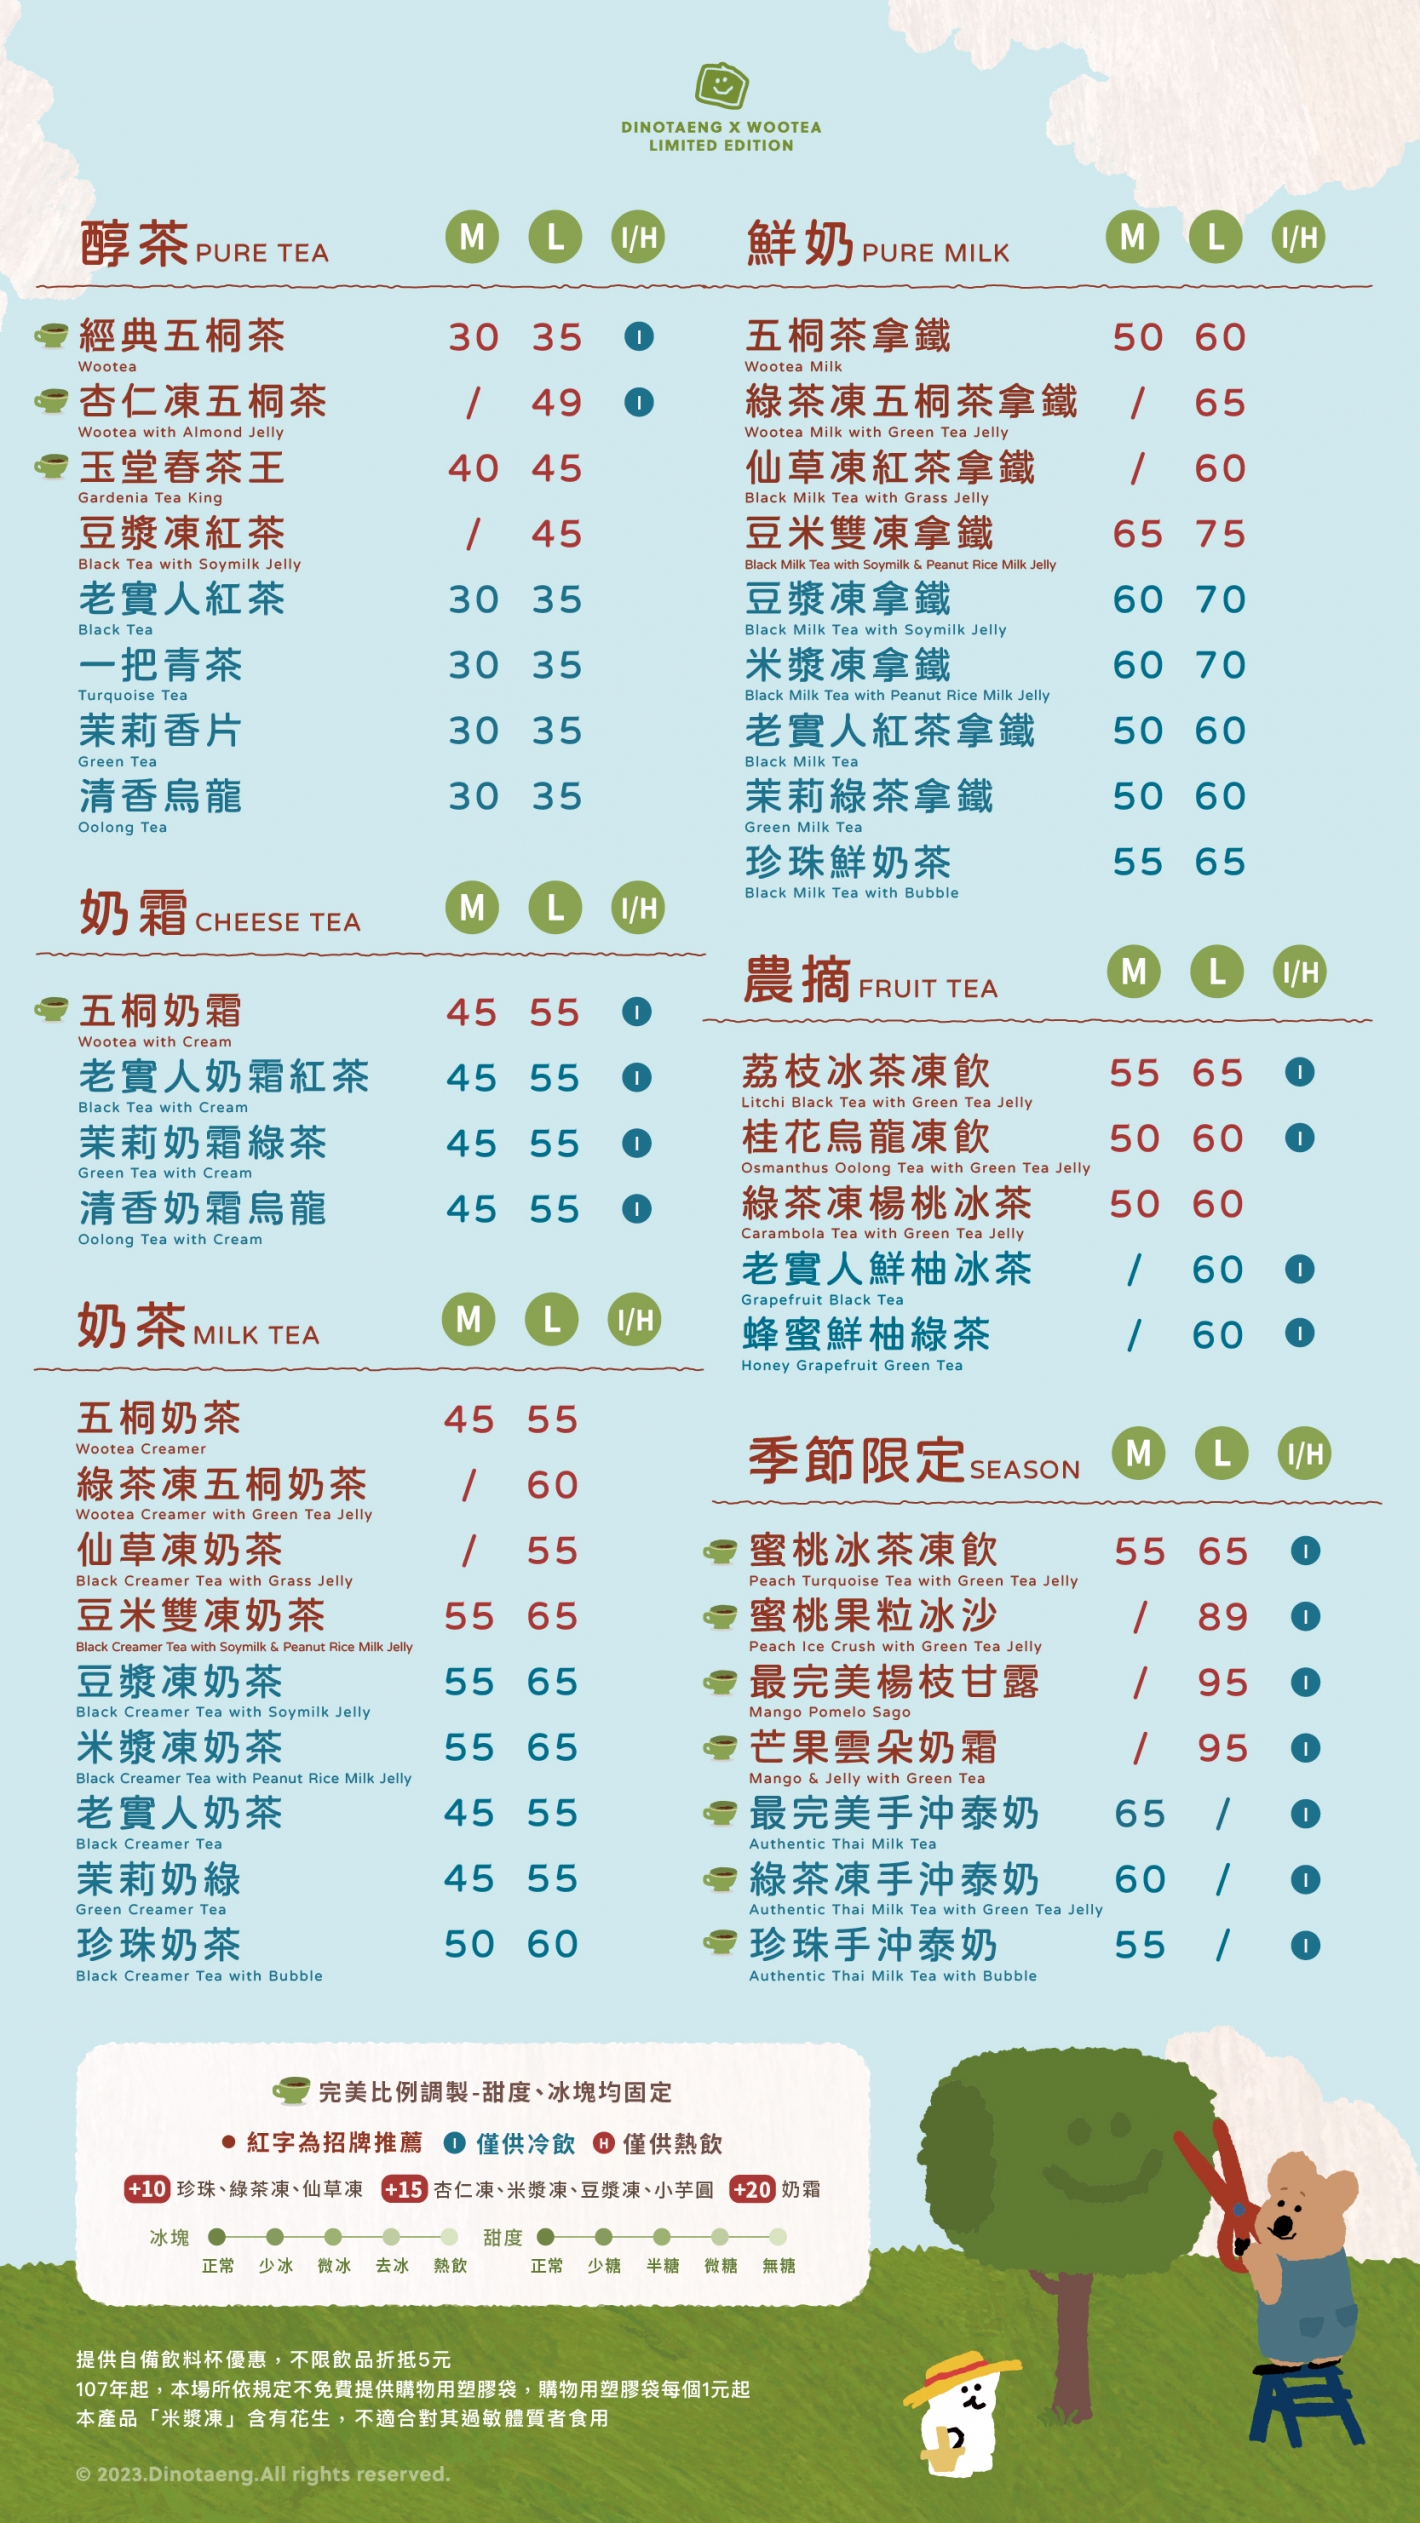 DINOTAENG X WOOTEA
LIMITED EDITION
醇茶 PURE TEA M L I/H
經典五桐茶 30 35 I
Wootea
杏仁凍五桐茶 / 49 I
Wootea with Almond Jelly
玉堂春茶王 40 45
Gardenia Tea King
豆漿凍紅茶 / 45
Black Tea with Soymilk Jelly
老實人紅茶 30 35
Black Tea
一把青茶 30 35
Turquoise Tea
茉莉香片 30 35
Green Tea
清香烏龍 30 35
Oolong Tea
奶霜 CHEESE TEA M L I/H
五桐奶霜 45 55 I
Wootea with Cream
老實人奶霜紅茶 45 55 I
Black Tea with Cream
茉莉奶霜綠茶 45 55 I
Green Tea with Cream
清香奶霜烏龍 45 55 I
Oolong Tea with Cream
奶茶 MILK TEA M L I/H
五桐奶茶 45 55
Wootea Creamer
綠茶凍五桐奶茶 / 60
Wootea Creamer with Green Tea Jelly
仙草凍奶茶 / 55
Black Creamer Tea with Grass Jelly
豆米雙凍奶茶 55 65
Black Creamer Tea with Soymilk & Peanut Rice Milk Jelly
豆漿凍奶茶 55 65
Black Creamer Tea with Soymilk Jelly
米漿凍奶茶 55 65
Black Creamer Tea with Peanut Rice Milk Jelly
老實人奶茶 45 55
Black Creamer Tea
茉莉奶綠 45 55
Green Creamer Tea
珍珠奶茶 50 60
Black Creamer Tea with Bubble
鮮奶 PURE MILK M L I/H
五桐茶拿鐵 50 60
Wootea Milk
綠茶凍五桐茶拿鐵 / 65
Wootea Milk with Green Tea Jelly
仙草凍紅茶拿鐵 / 60
Black Milk Tea with Grass Jelly
豆米雙凍拿鐵 65 75
Black Milk Tea with Soymilk & Peanut Rice Milk Jelly
豆漿凍拿鐵 60 70
Black Milk Tea with Soymilk Jelly
米漿凍拿鐵 60 70
Black Milk Tea with Peanut Rice Milk Jelly
老實人紅茶拿鐵 50 60
Black Milk Tea
茉莉綠茶拿鐵 50 60
Green Milk Tea
珍珠鮮奶茶 55 65
Black Milk Tea with Bubble
農摘 FRUIT TEA M L I/H
荔枝冰茶凍飲 55 65 I
Litchi Black Tea with Green Tea Jelly
桂花烏龍凍飲 50 60 I
Osmanthus Oolong Tea with Green Tea Jelly
綠茶凍楊桃冰茶 50 60
Carambola Tea with Green Tea Jelly
老實人鮮柚冰茶 / 60 I
Grapefruit Black Tea
蜂蜜鮮柚綠茶 / 60 I
Honey Grapefruit Green Tea
季節限定 SEASON M L I/H
蜜桃冰茶凍飲 55 65 I
Peach Turquoise Tea with Green Tea Jelly
蜜桃果粒冰沙 / 89 I
Peach Ice Crush with Green Tea Jelly
最完美楊枝甘露 / 95 I
Mango Pomelo Sago
芒果雲朵奶霜 / 95 I
Mango & Jelly with Green Tea
最完美手沖泰奶 65 / I
Authentic Thai Milk Tea
綠茶凍手沖泰奶 60 / I
Authentic Thai Milk Tea with Green Tea Jelly
珍珠手沖泰奶 55 / I
Authentic Thai Milk Tea with Bubble
完美比例調製-甜度、冰塊均固定
● 紅字為招牌推薦 I 僅供冷飲 H 僅供熱飲
+10 珍珠、綠茶凍、仙草凍 +15 杏仁凍、米漿凍、豆漿凍、小芋圓 +20 奶霜
冰塊 正常 少冰 微冰 去冰 熱飲 甜度 正常 少糖 半糖 微糖 無糖
提供自備飲料杯優惠，不限飲品折抵5元
107年起，本場所依規定不免費提供購物用塑膠袋，購物用塑膠袋每個1元起
本產品「米漿凍」含有花生，不適合對其過敏體質者食用
© 2023.Dinotaeng.All rights reserved.